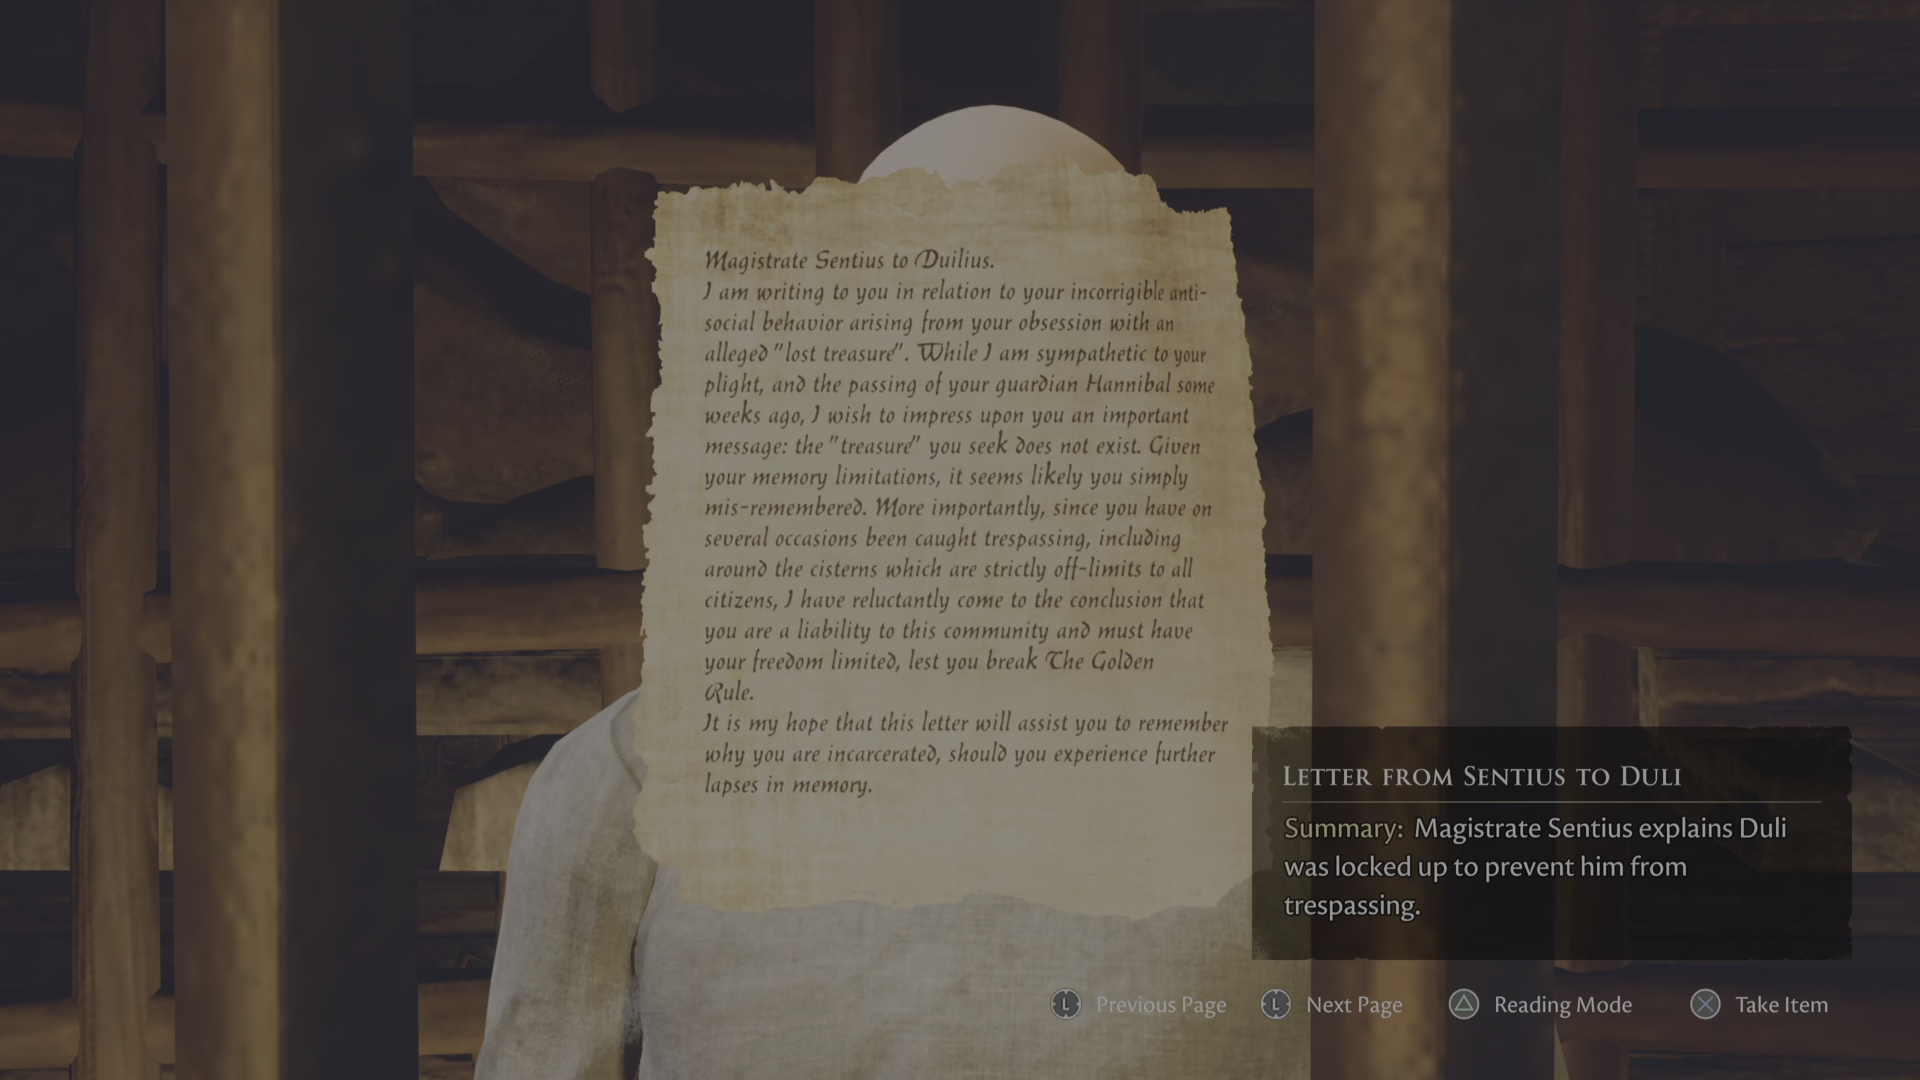 Magistrate Sentius to Duilius.
I am writing to you in relation to your incorrigible anti-
social behavior arising from your obsession with an
alleged "lost treasure". While I am sympathetic to your
plight, and the passing of your guardian Hannibal some
weeks ago, I wish to impress upon you an important
message: the "treasure" you seek does not exist. Given
your memory limitations, it seems likely you simply
mis-remembered. More importantly, since you have on
several occasions been caught trespassing, including
around the cisterns which are strictly off-limits to all
citizens, I have reluctantly come to the conclusion that
you are a liability to this community and must have
your freedom limited, lest you break The Golden
Rule.
It is my hope that this letter will assist you to remember
why you are incarcerated, should you experience further
lapses in memory.
Letter from Sentius to Duli
Summary: Magistrate Sentius explains Duli
was locked up to prevent him from
trespassing.
L Previous Page L Next Page Reading Mode Take Item